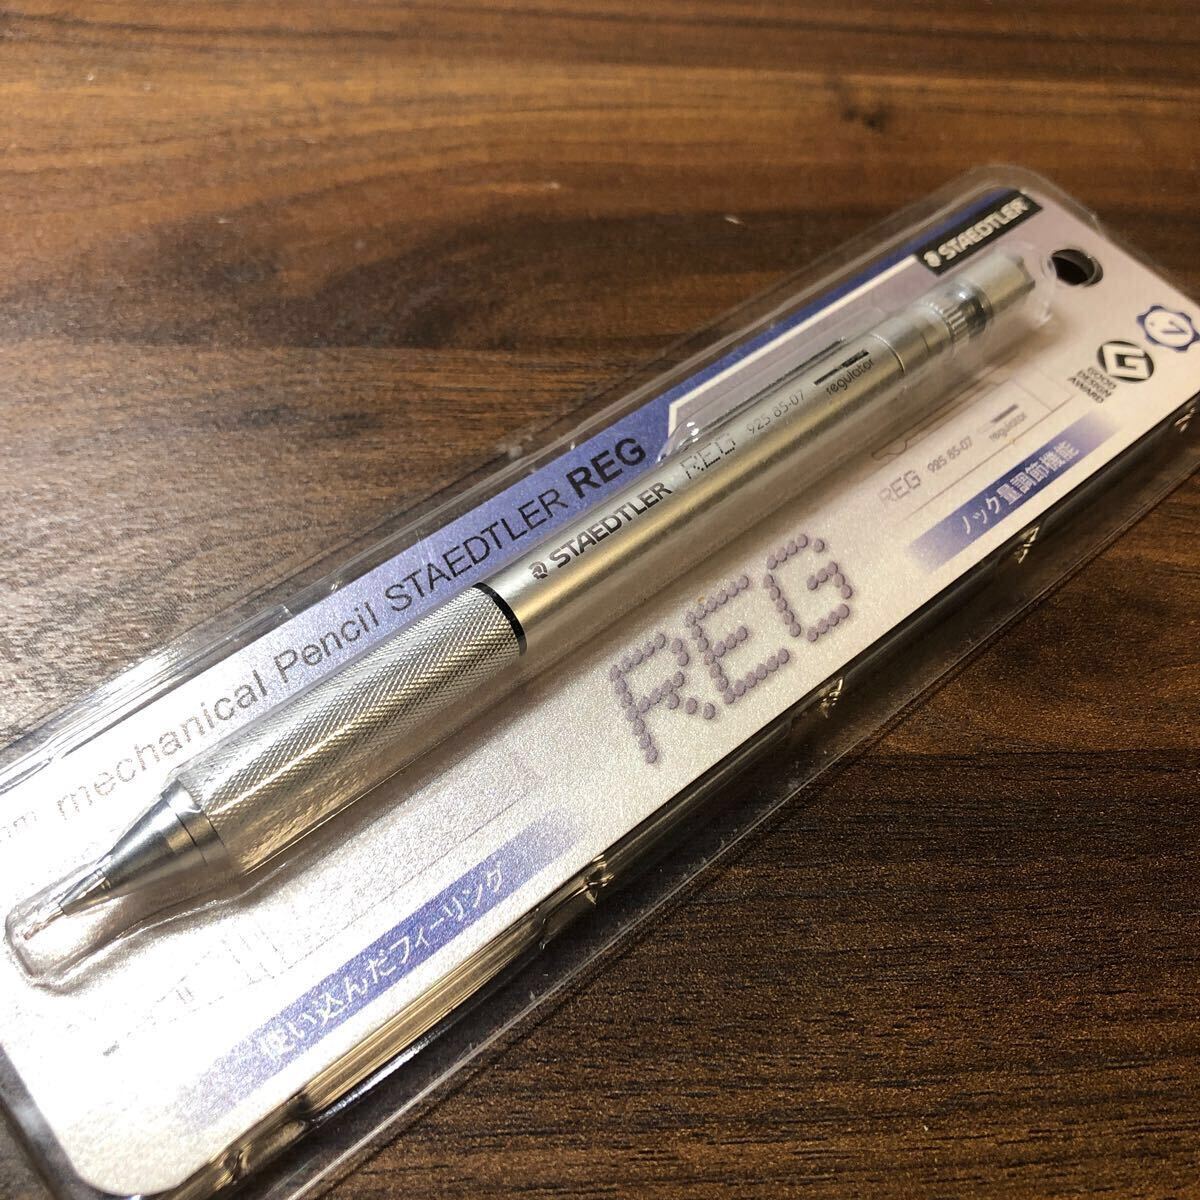 STAEDTLER
mm mechanical Pencil STAEDTLER REG
STAEDTLER REG 925 85-07 regulator
GOOD DESIGN AWARD
REG 925 85-07 regulator
ノック量調節機能
REG
使い込んだフィーリング